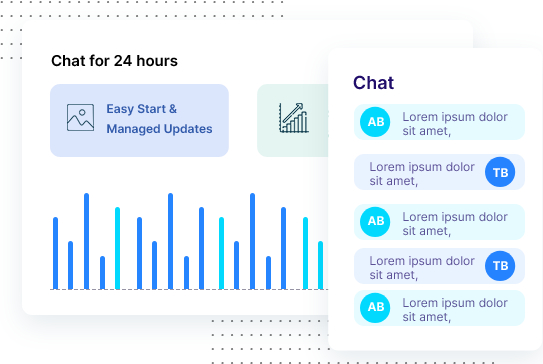 Chat for 24 hours
Easy Start &
Managed Updates
Chat
AB
Lorem ipsum dolor
sit amet,
Lorem ipsum dolor
sit amet,
TB
AB
Lorem ipsum dolor
sit amet,
Lorem ipsum dolor
sit amet,
TB
AB
Lorem ipsum dolor
sit amet,